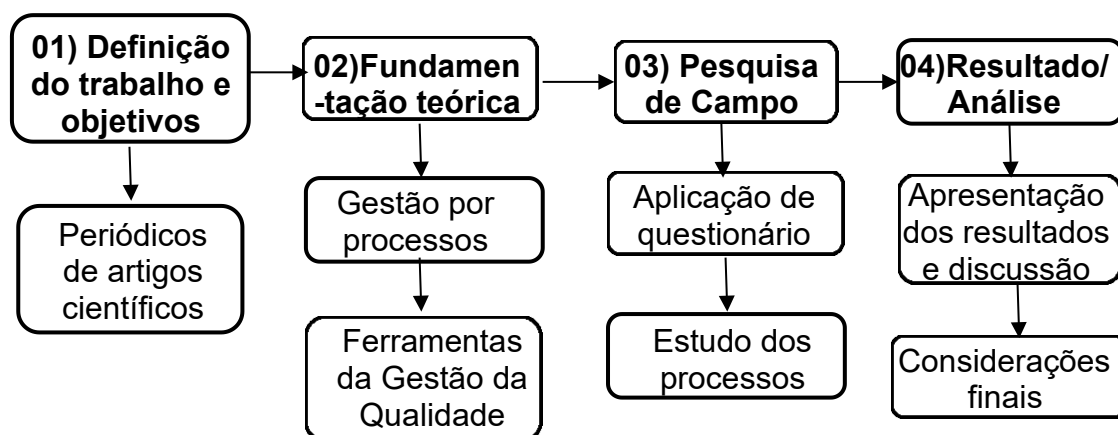 01) Definição
do trabalho e
objetivos
Periódicos
de artigos
científicos
02)Fundamen
-tação teórica
Gestão por
processos
Ferramentas
da Gestão da
Qualidade
03) Pesquisa
de Campo
Aplicação de
questionário
Estudo dos
processos
04)Resultado/
Análise
Apresentação
dos resultados
e discussão
Considerações
finais